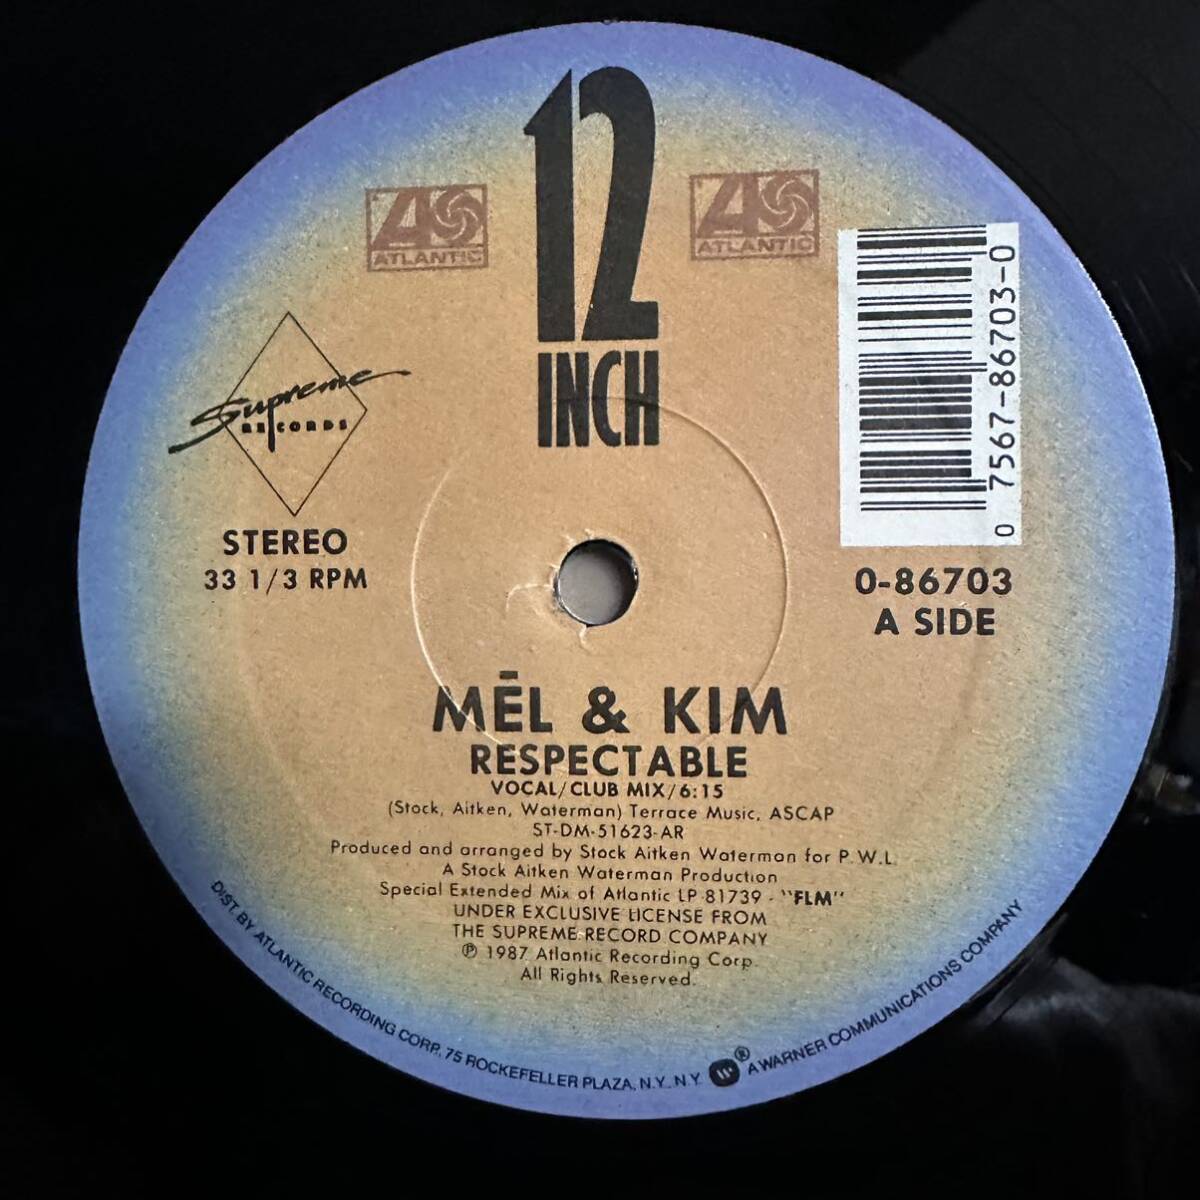 12
INCH
ATLANTIC
ATLANTIC
Supreme
RECORDS
STEREO
33 1/3 RPM
0 7567-86703-0
0-86703
A SIDE
MĒL & KIM
RESPECTABLE
VOCAL/CLUB MIX/6:15
(Stock, Aitken, Waterman) Terrace Music, ASCAP
ST-DM-51623-AR
Produced and arranged by Stock Aitken Waterman for P.W.L.
A Stock Aitken Waterman Production
Special Extended Mix of Atlantic LP 81739 - "FLM"
UNDER EXCLUSIVE LICENSE FROM
THE SUPREME RECORD COMPANY
℗ 1987 Atlantic Recording Corp.
All Rights Reserved.
DIST. BY ATLANTIC RECORDING CORP. 75 ROCKEFELLER PLAZA, N.Y. N.Y. ® A WARNER COMMUNICATIONS COMPANY